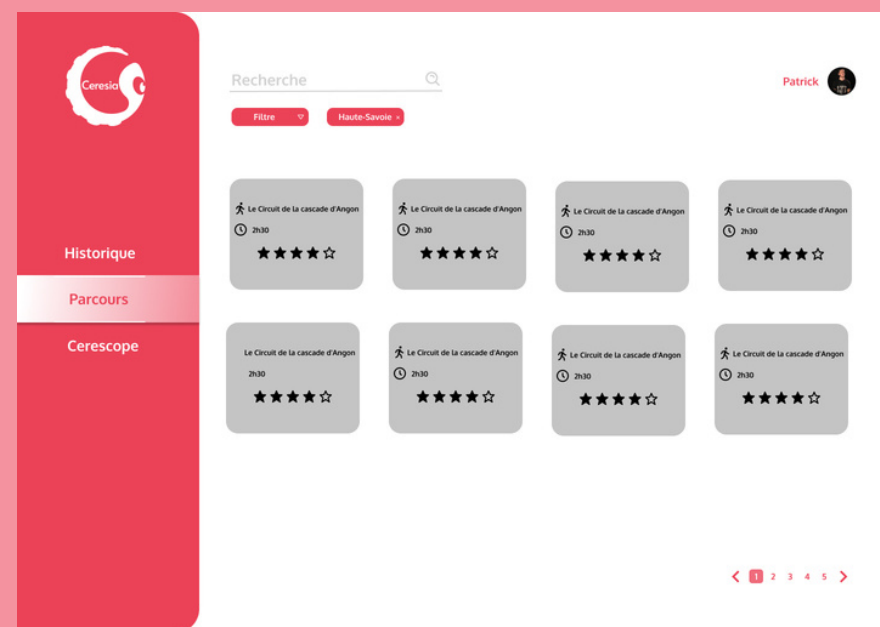 Ceresia
Recherche
Patrick
Filtre
Haute-Savoie ×
Historique
Parcours
Cerescope
Le Circuit de la cascade d'Angon
2h30
Le Circuit de la cascade d'Angon
2h30
Le Circuit de la cascade d'Angon
2h30
Le Circuit de la cascade d'Angon
2h30
Le Circuit de la cascade d'Angon
2h30
Le Circuit de la cascade d'Angon
2h30
Le Circuit de la cascade d'Angon
2h30
Le Circuit de la cascade d'Angon
2h30
1 2 3 4 5